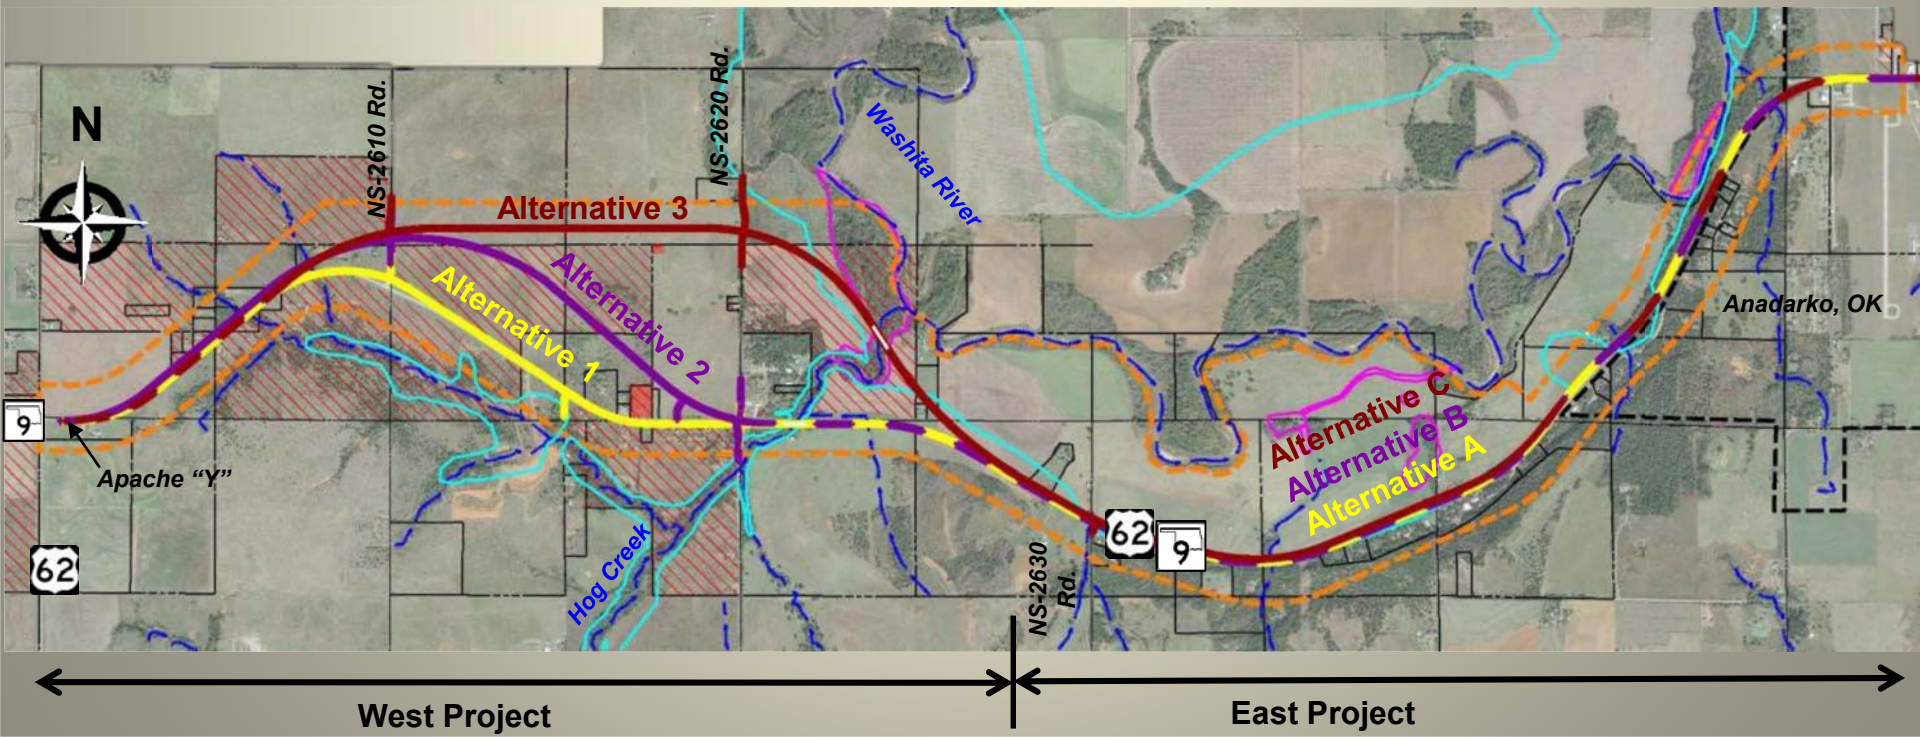 N
NS-2610 Rd.
NS-2620 Rd.
Washita River
Alternative 3
Alternative 2
Alternative 1
Anadarko, OK
9
Apache “Y”
Alternative C
Alternative B
Alternative A
62
62
9
Hog Creek
NS-2630
Rd.
West Project
East Project